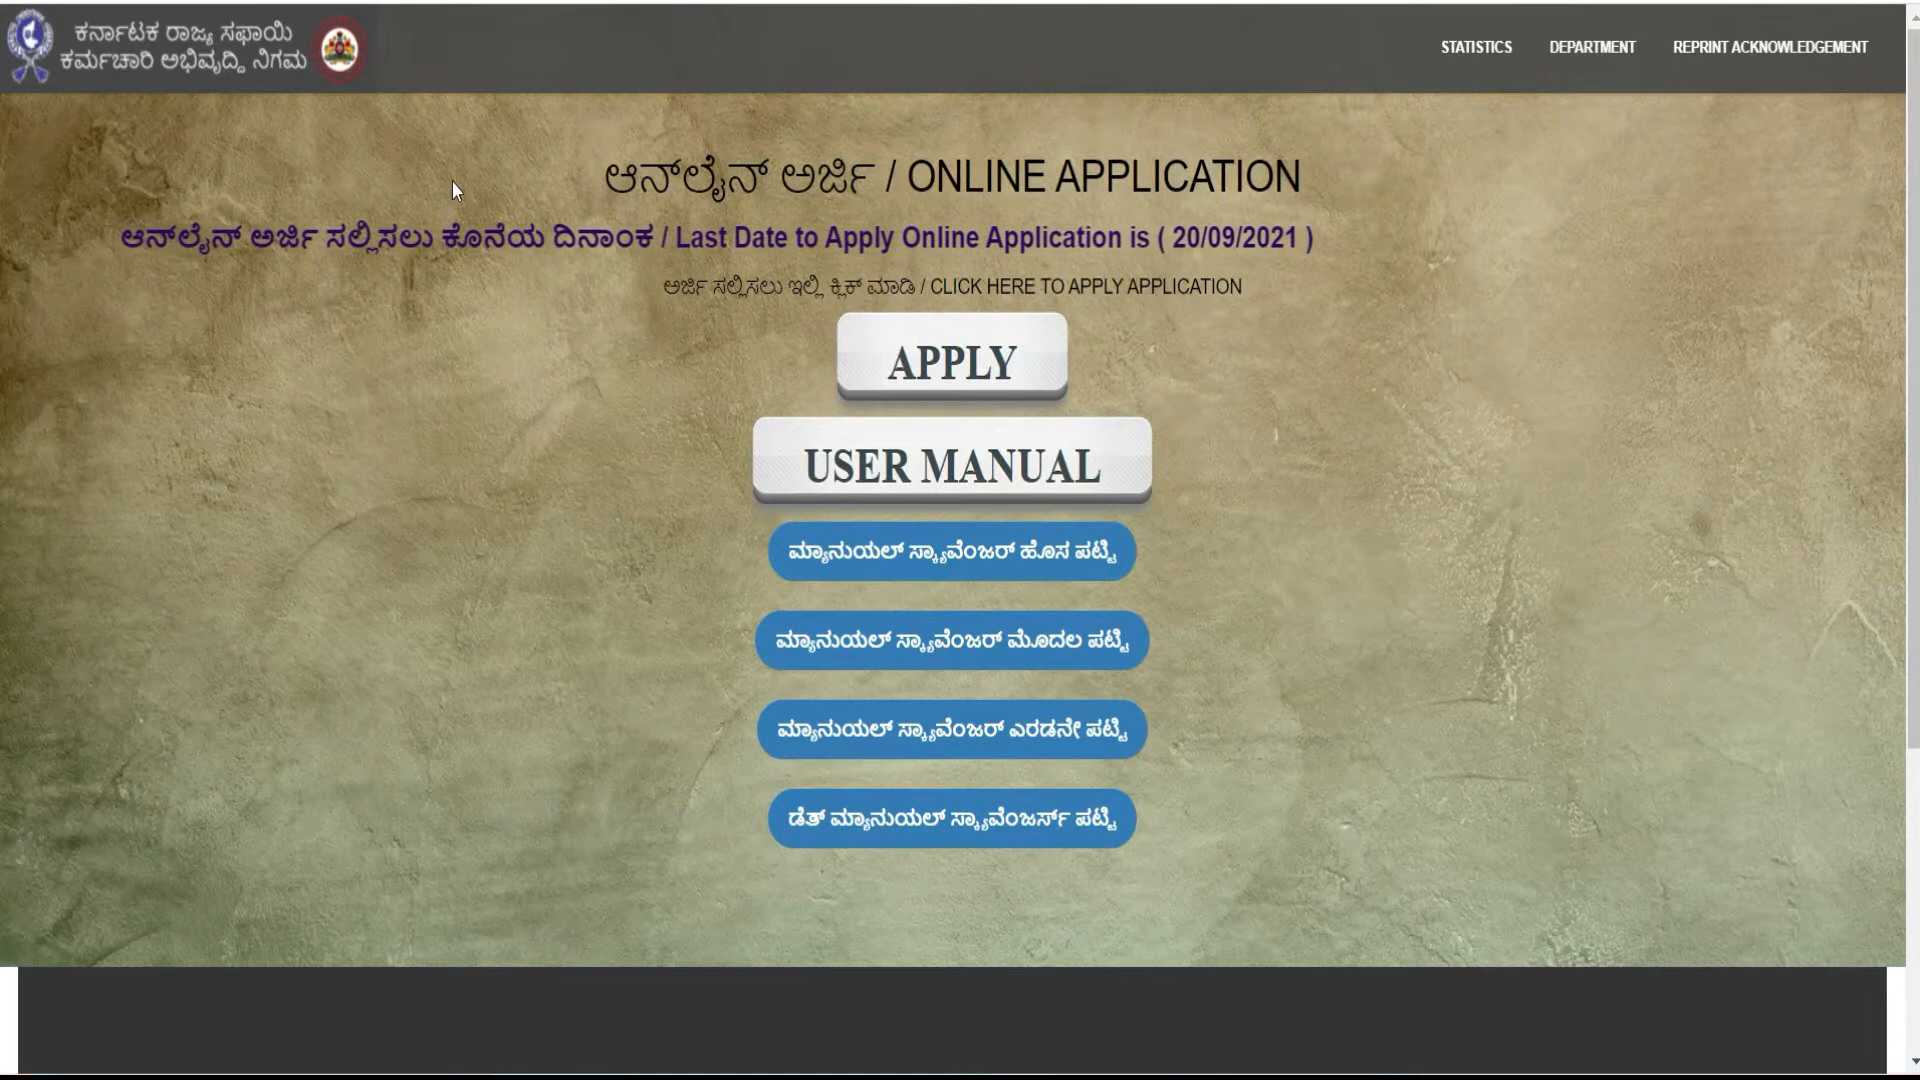 ಕರ್ನಾಟಕ ರಾಜ್ಯ ಸಫಾಯಿ
ಕರ್ಮಚಾರಿ ಅಭಿವೃದ್ದಿ ನಿಗಮ
STATISTICS DEPARTMENT REPRINT ACKNOWLEDGEMENT
ಆನ್‌ಲೈನ್ ಅರ್ಜಿ / ONLINE APPLICATION
ಆನ್‌ಲೈನ್ ಅರ್ಜಿ ಸಲ್ಲಿಸಲು ಕೊನೆಯ ದಿನಾಂಕ / Last Date to Apply Online Application is ( 20/09/2021 )
ಅರ್ಜಿ ಸಲ್ಲಿಸಲು ಇಲ್ಲಿ ಕ್ಲಿಕ್ ಮಾಡಿ / CLICK HERE TO APPLY APPLICATION
APPLY
USER MANUAL
ಮ್ಯಾನುಯಲ್ ಸ್ಕ್ಯಾವೆಂಜರ್ ಹೊಸ ಪಟ್ಟಿ
ಮ್ಯಾನುಯಲ್ ಸ್ಕ್ಯಾವೆಂಜರ್ ಮೊದಲ ಪಟ್ಟಿ
ಮ್ಯಾನುಯಲ್ ಸ್ಕ್ಯಾವೆಂಜರ್ ಎರಡನೇ ಪಟ್ಟಿ
ಡೆತ್ ಮ್ಯಾನುಯಲ್ ಸ್ಕ್ಯಾವೆಂಜರ್ಸ್ ಪಟ್ಟಿ